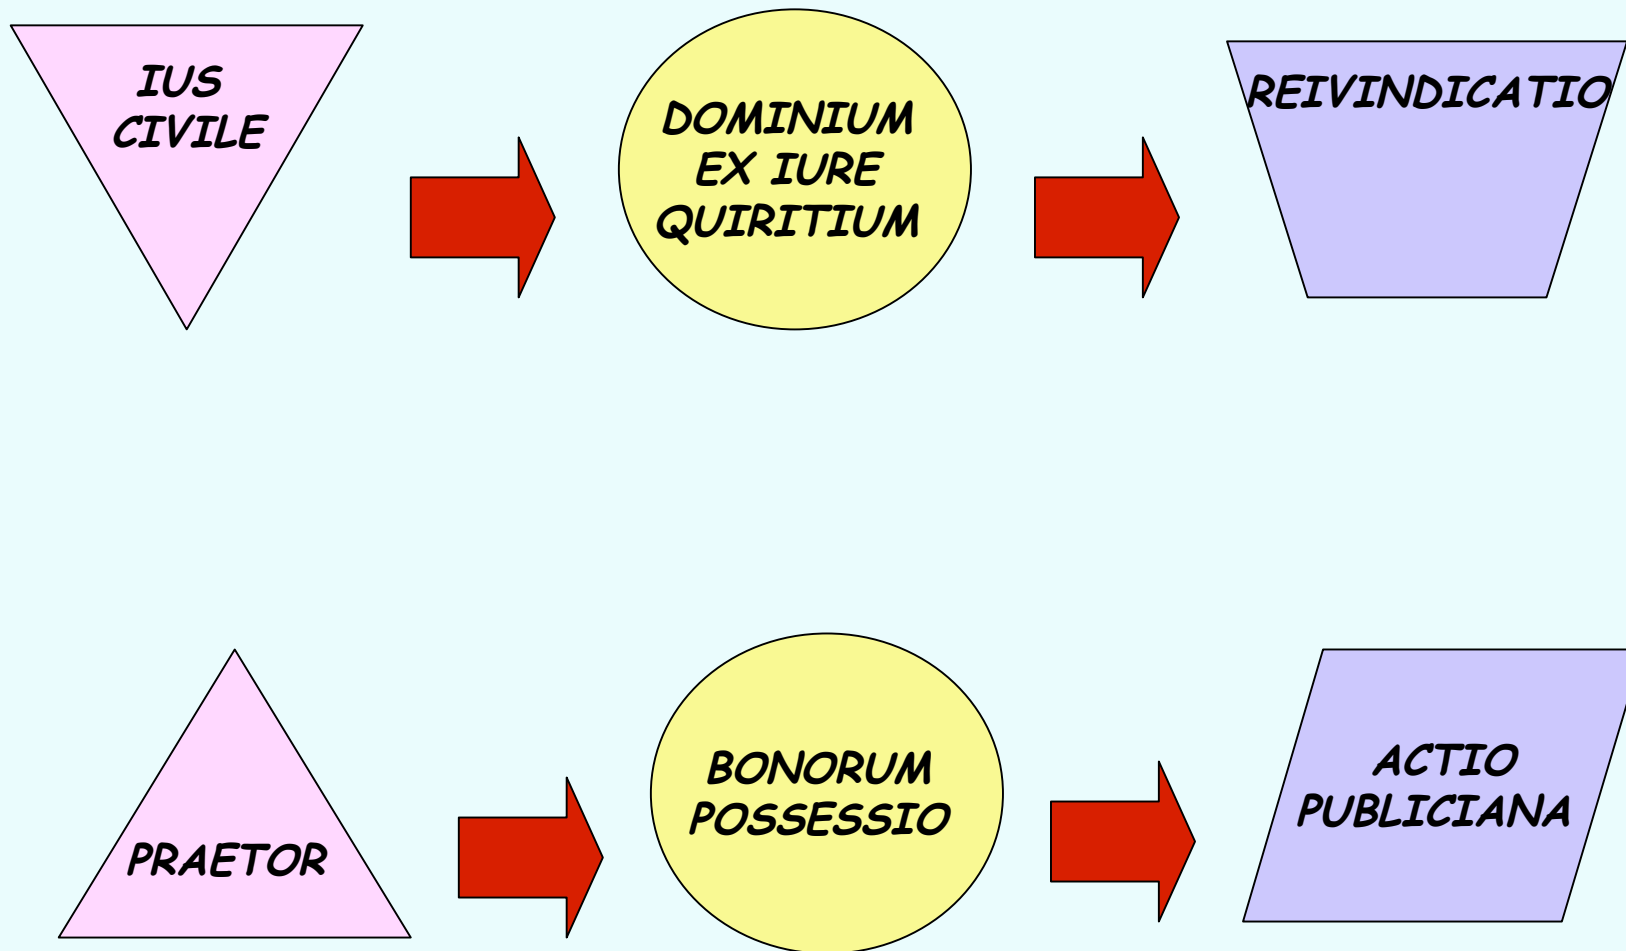 IUS
CIVILE
DOMINIUM
EX IURE
QUIRITIUM
REIVINDICATIO
PRAETOR
BONORUM
POSSESSIO
ACTIO
PUBLICIANA